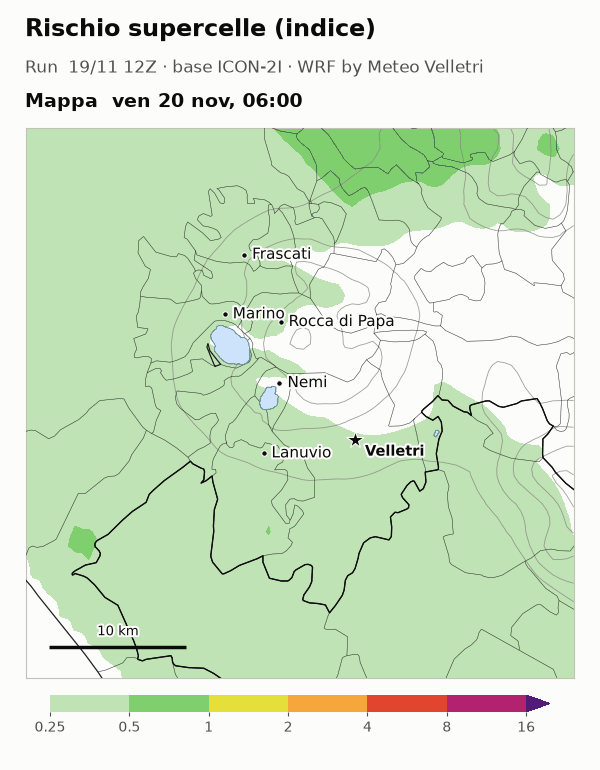 Rischio supercelle (indice)
Run  19/11 12Z · base ICON-2I · WRF by Meteo Velletri
Mappa  ven 20 nov, 06:00
Frascati
Marino
Rocca di Papa
Nemi
Velletri
Lanuvio
10 km
0.25 0.5 1 2 4 8 16